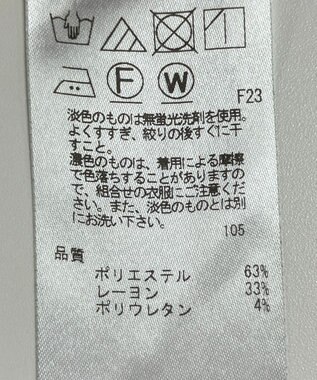 F W F23
淡色のものは無蛍光洗剤を使用。
よくすすぎ、絞りの後すぐに干
すこと。
濃色のものは、着用による摩擦
で色落ちすることがありますの
で、組合せの衣服にご注意くだ
さい。また、淡色のものとは別
にお洗い下さい。
105
品質
ポリエステル 63%
レーヨン 33%
ポリウレタン 4%